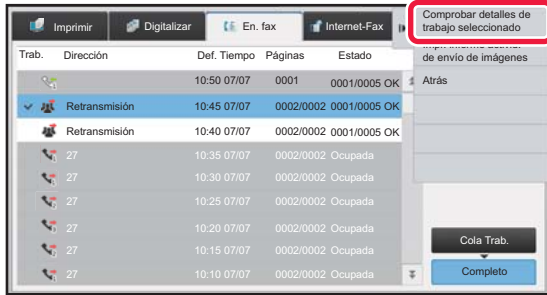 Imprimir Digitalizar En. fax Internet-Fax
Comprobar detalles de
trabajo seleccionado
de envío de imágenes
Atrás
Trab. Dirección Def. Tiempo Páginas Estado
10:50 07/07 0001 0001/0005 OK
Retransmisión 10:45 07/07 0002/0002 0001/0005 OK
Retransmisión 10:40 07/07 0002/0002 0001/0005 OK
27 10:35 07/07 0002/0002 Ocupada
27 10:30 07/07 0002/0002 Ocupada
27 10:25 07/07 0002/0002 Ocupada
27 10:20 07/07 0002/0002 Ocupada
27 10:15 07/07 0002/0002 Ocupada
27 10:10 07/07 0002/0002 Ocupada
Cola Trab.
Completo